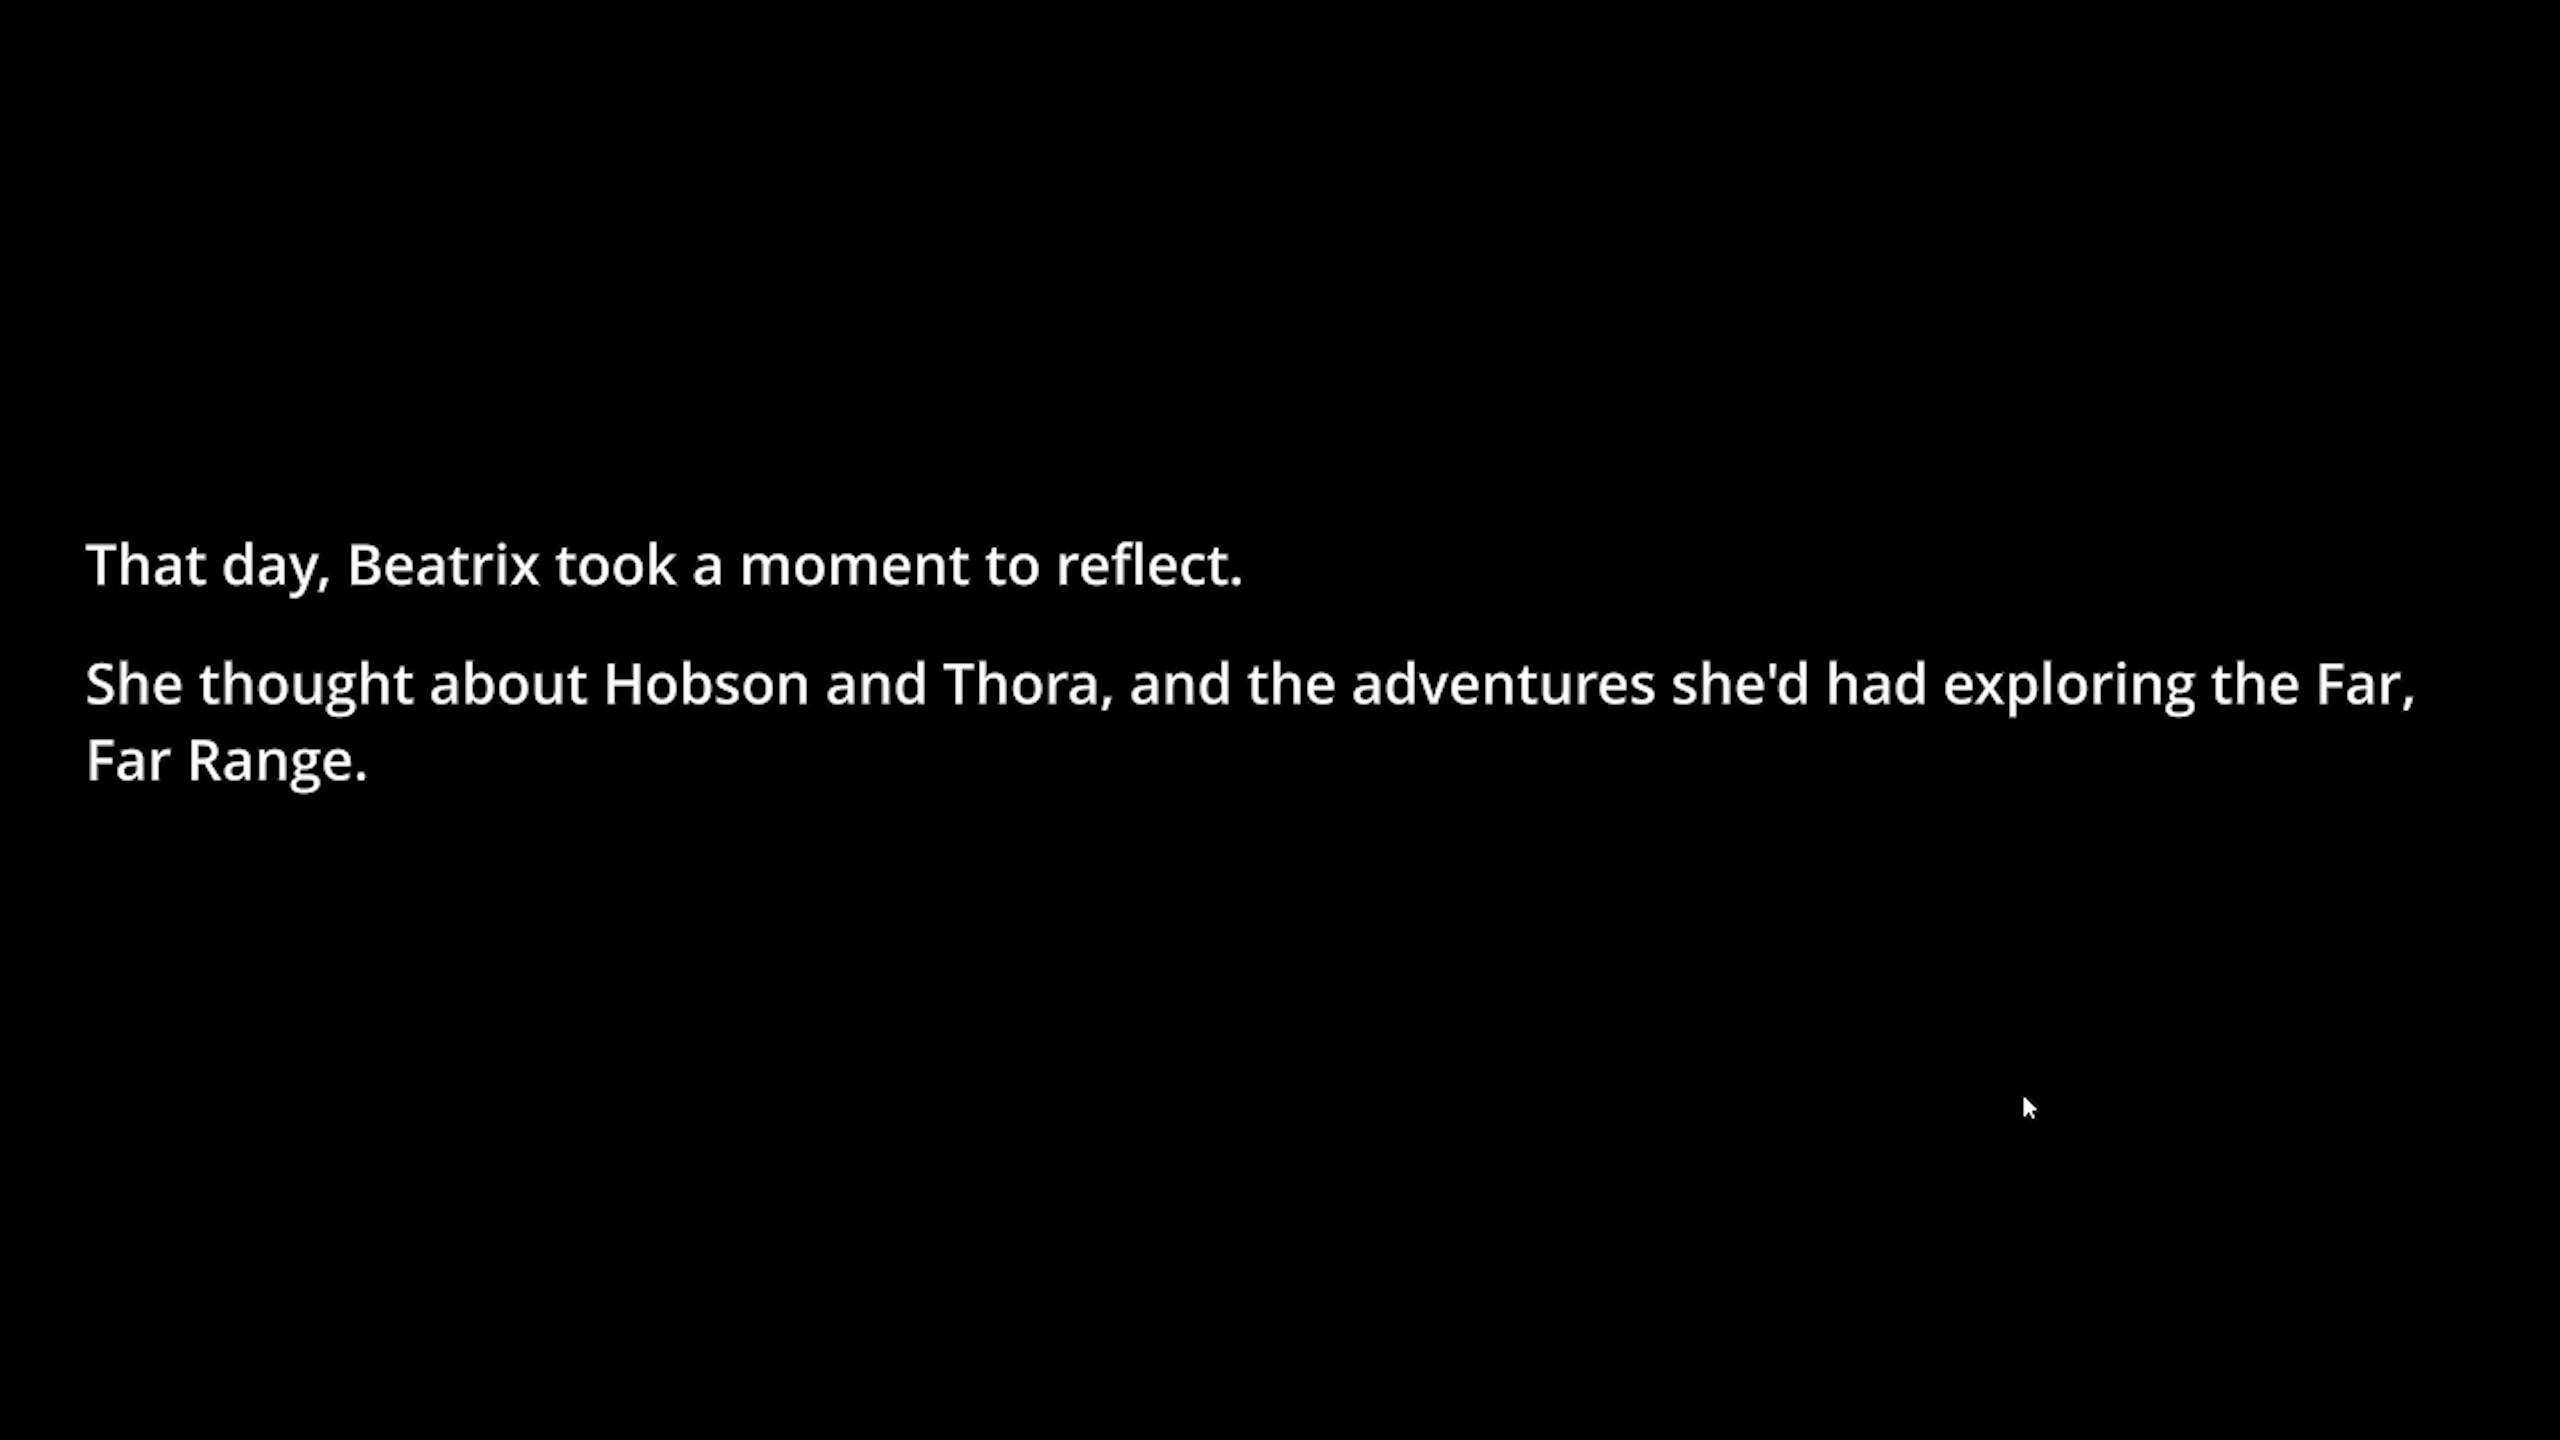 That day, Beatrix took a moment to reflect.
She thought about Hobson and Thora, and the adventures she'd had exploring the Far,
Far Range.